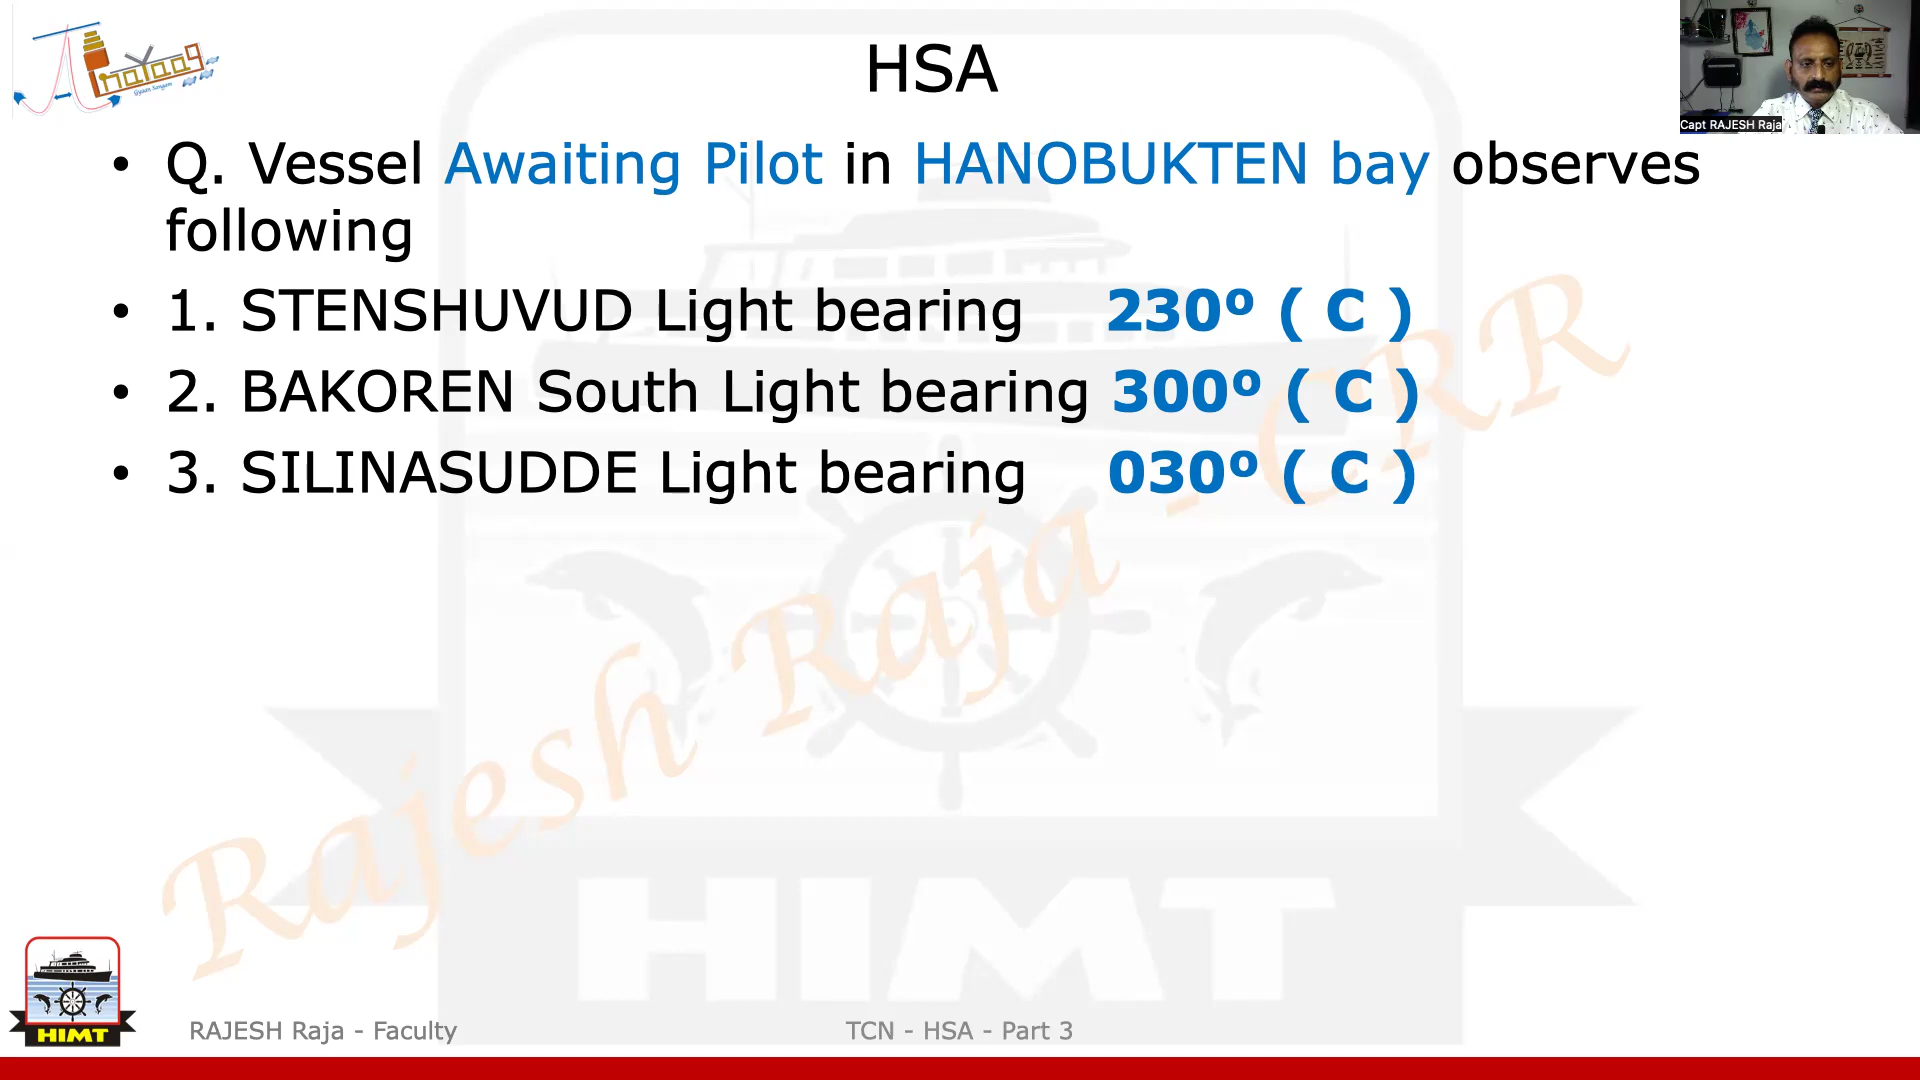 HSA
Capt RAJESH Raja
• Q. Vessel Awaiting Pilot in HANOBUKTEN bay observes
following
• 1. STENSHUVUD Light bearing 230º ( C )
• 2. BAKOREN South Light bearing 300º ( C )
• 3. SILINASUDDE Light bearing 030º ( C )
Rajesh Raja - CRR
HIMT
HIMT
RAJESH Raja - Faculty
TCN - HSA - Part 3